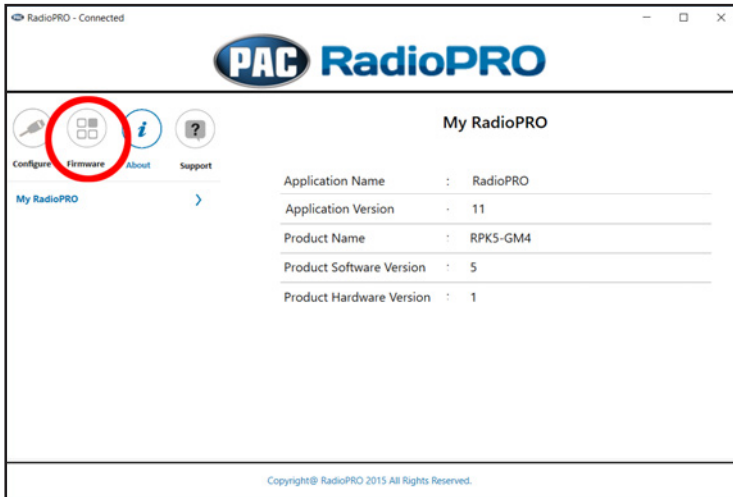 RadioPRO - Connected
PAC RadioPRO
Configure Firmware About Support
My RadioPRO
My RadioPRO
Application Name : RadioPRO
Application Version : 11
Product Name : RPK5-GM4
Product Software Version : 5
Product Hardware Version : 1
Copyright@ RadioPRO 2015 All Rights Reserved.